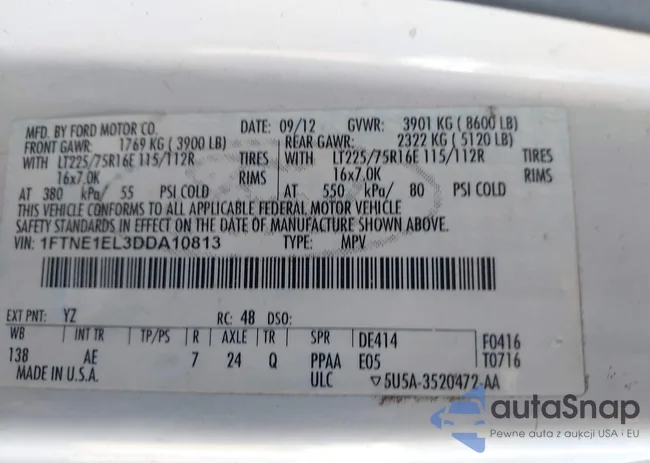 MFD. BY FORD MOTOR CO. DATE: 09/12 GVWR: 3901 KG ( 8600 LB)
FRONT GAWR: 1769 KG ( 3900 LB) REAR GAWR: 2322 KG ( 5120 LB)
WITH LT225/75R16E 115/112R TIRES WITH LT225/75R16E 115/112R TIRES
16x7.0K RIMS 16x7.0K RIMS
AT 380 kPa/ 55 PSI COLD AT 550 kPa/ 80 PSI COLD
THIS VEHICLE CONFORMS TO ALL APPLICABLE FEDERAL MOTOR VEHICLE
SAFETY STANDARDS IN EFFECT ON THE DATE OF MANUFACTURE SHOWN ABOVE.
VIN: 1FTNE1EL3DDA10813 TYPE: MPV
EXT PNT: YZ RC: 48 DSO:
WB INT TR TP/PS R AXLE TR SPR DE414 F0416
138 AE 7 24 Q PPAA E05 T0716
MADE IN U.S.A. ULC ▽5U5A-3520472-AA
autoSnap
Pewne auta z aukcji USA i EU